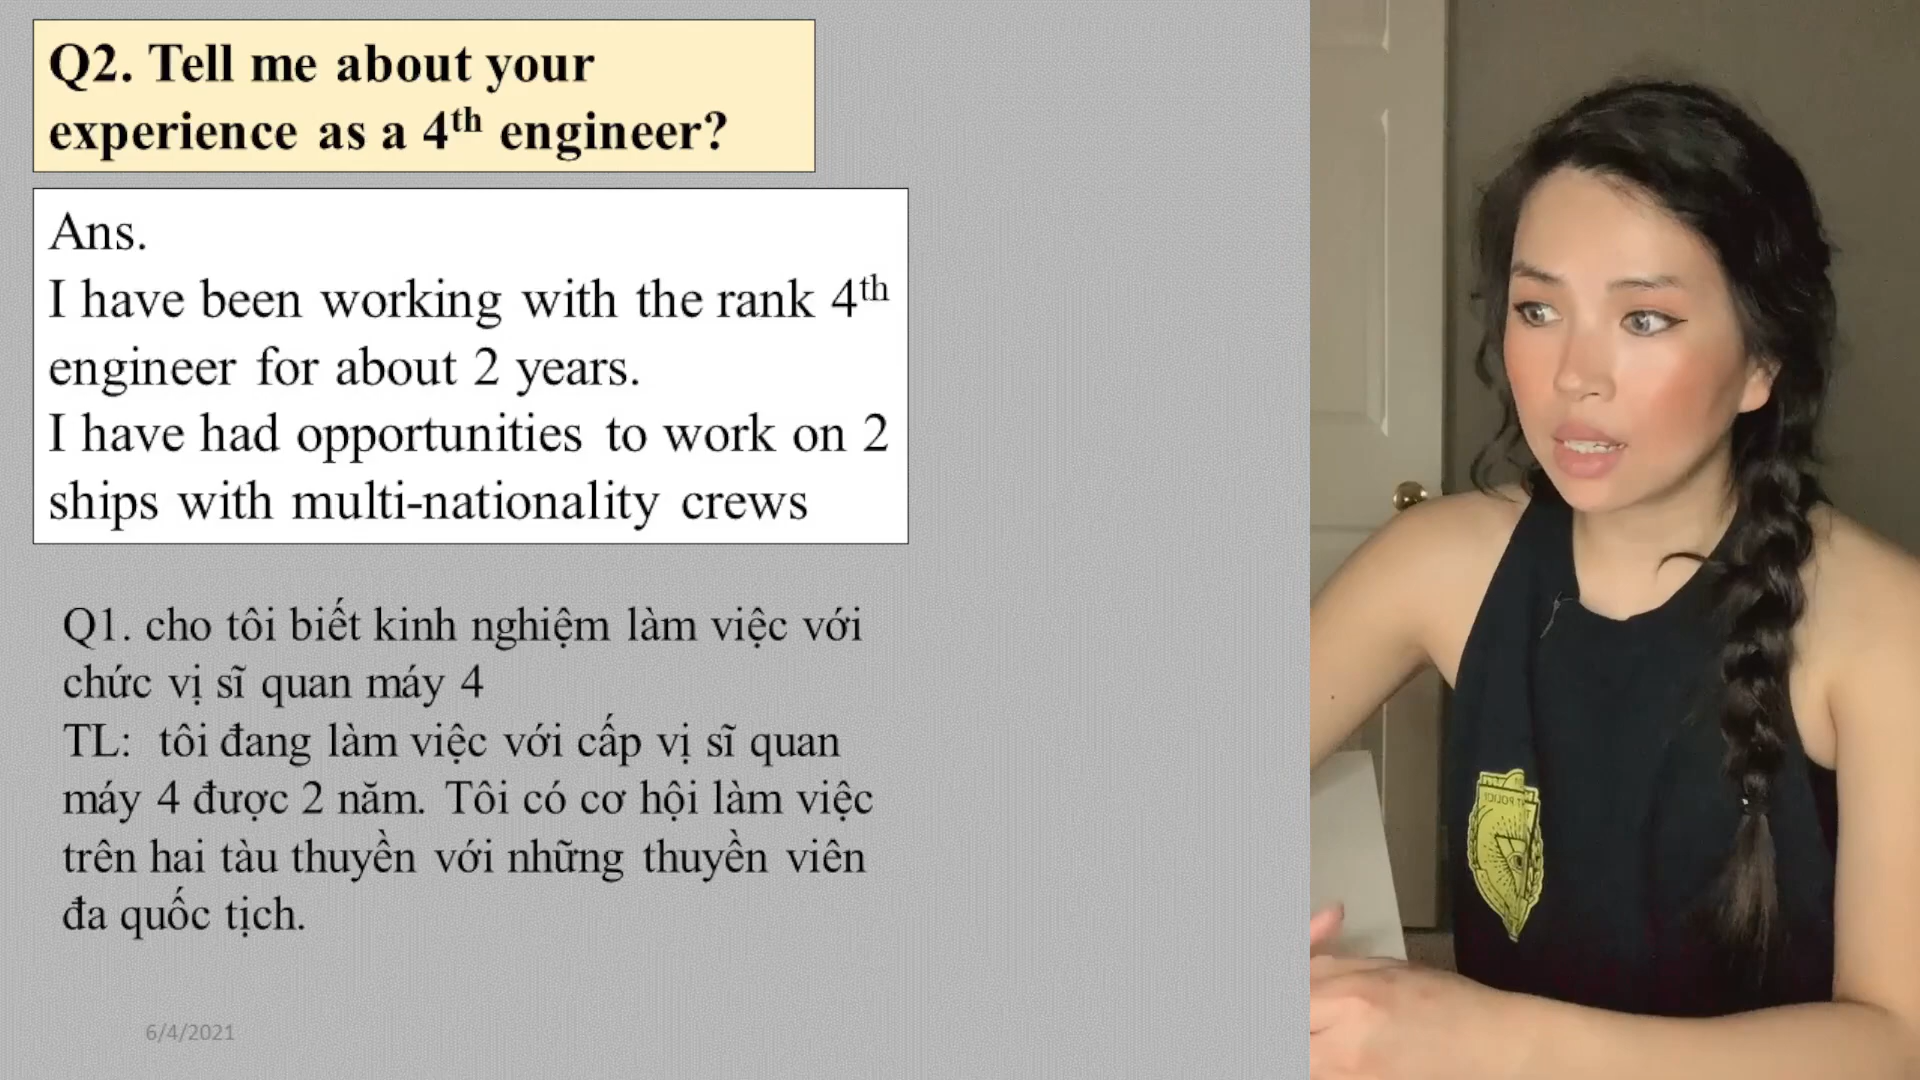 Q2. Tell me about your
experience as a 4th engineer?
Ans.
I have been working with the rank 4th
engineer for about 2 years.
I have had opportunities to work on 2
ships with multi-nationality crews
Q1. cho tôi biết kinh nghiệm làm việc với
chức vị sĩ quan máy 4
TL: tôi đang làm việc với cấp vị sĩ quan
máy 4 được 2 năm. Tôi có cơ hội làm việc
trên hai tàu thuyền với những thuyền viên
đa quốc tịch.
6/4/2021